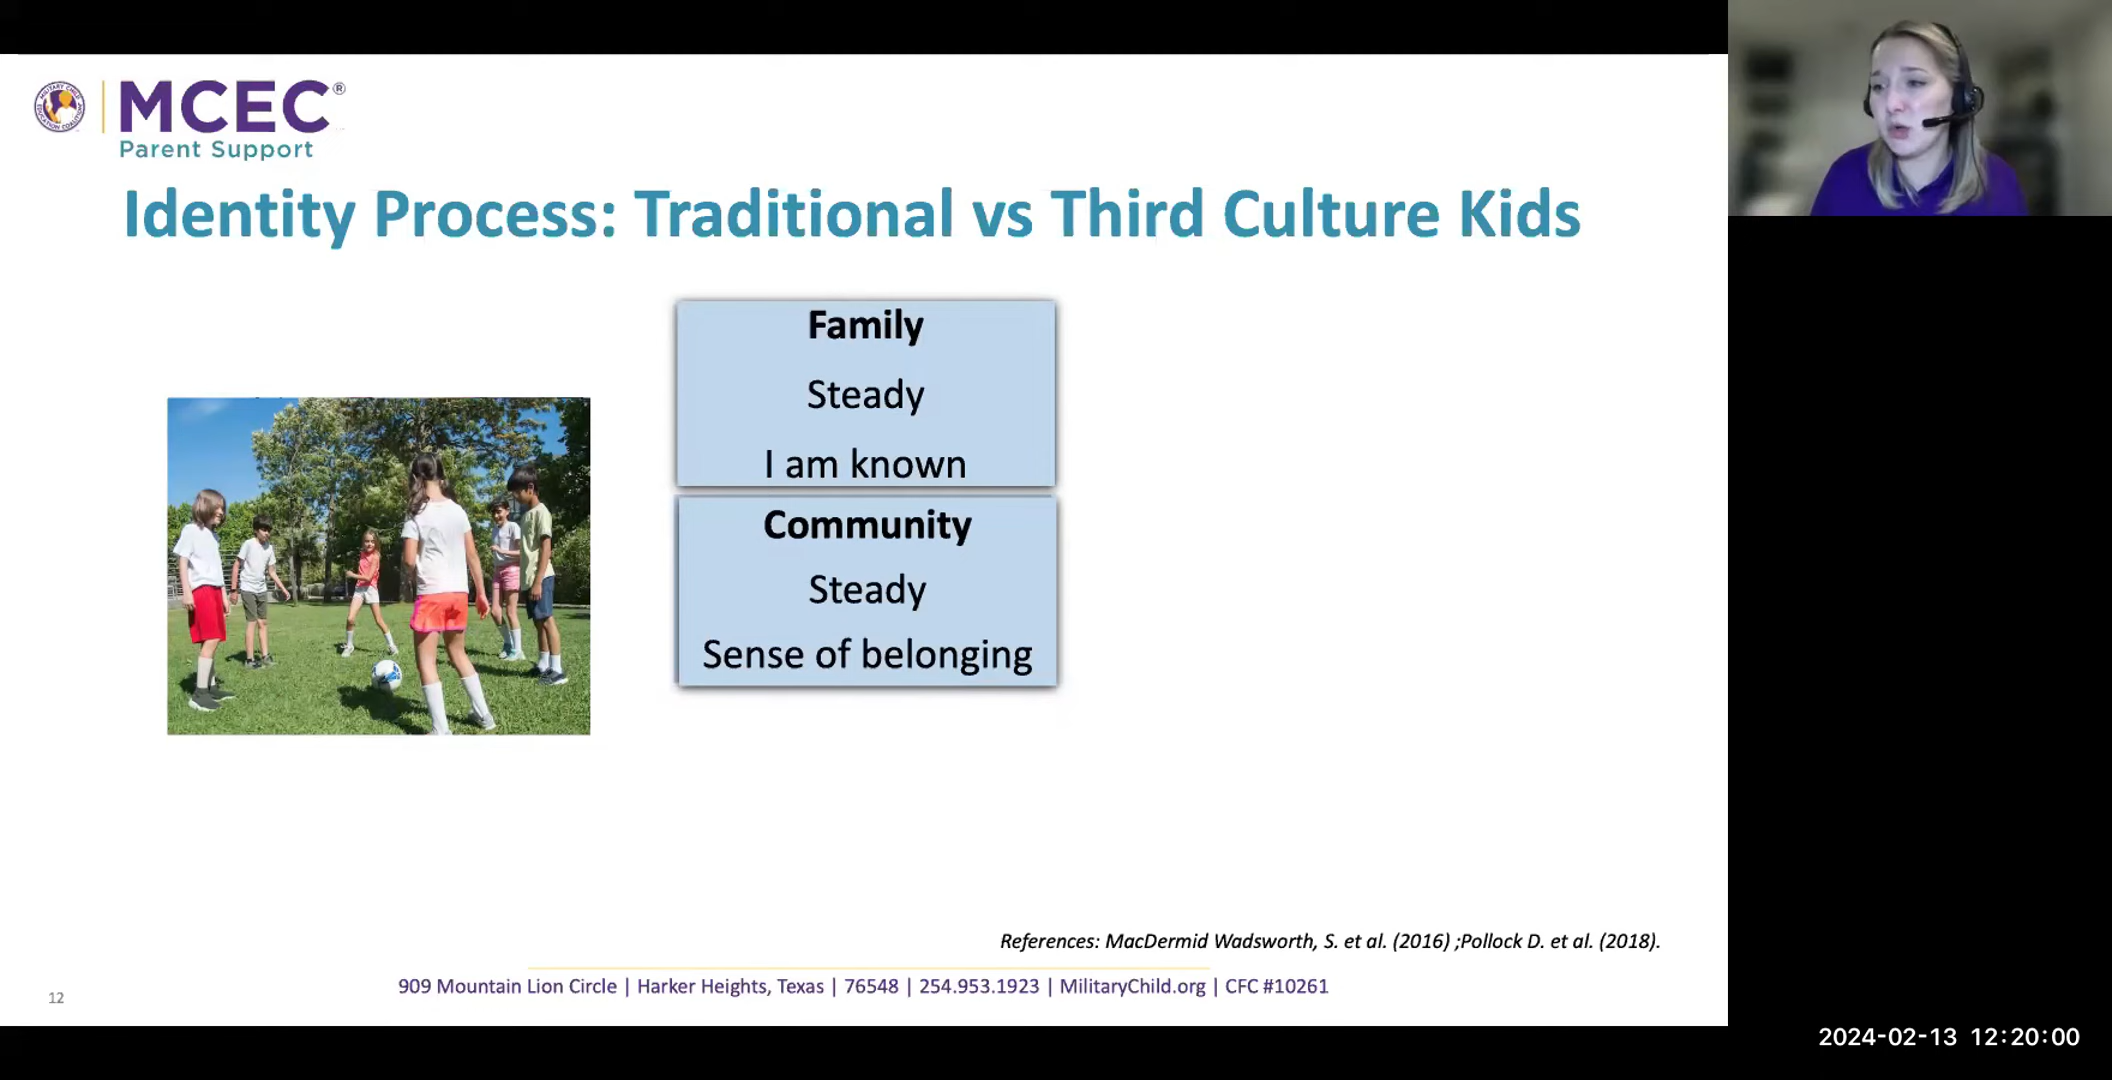 MCEC®
Parent Support
Identity Process: Traditional vs Third Culture Kids
Family
Steady
I am known
Community
Steady
Sense of belonging
References: MacDermid Wadsworth, S. et al. (2016) ;Pollock D. et al. (2018).
909 Mountain Lion Circle | Harker Heights, Texas | 76548 | 254.953.1923 | MilitaryChild.org | CFC #10261
12
2024-02-13 12:20:00